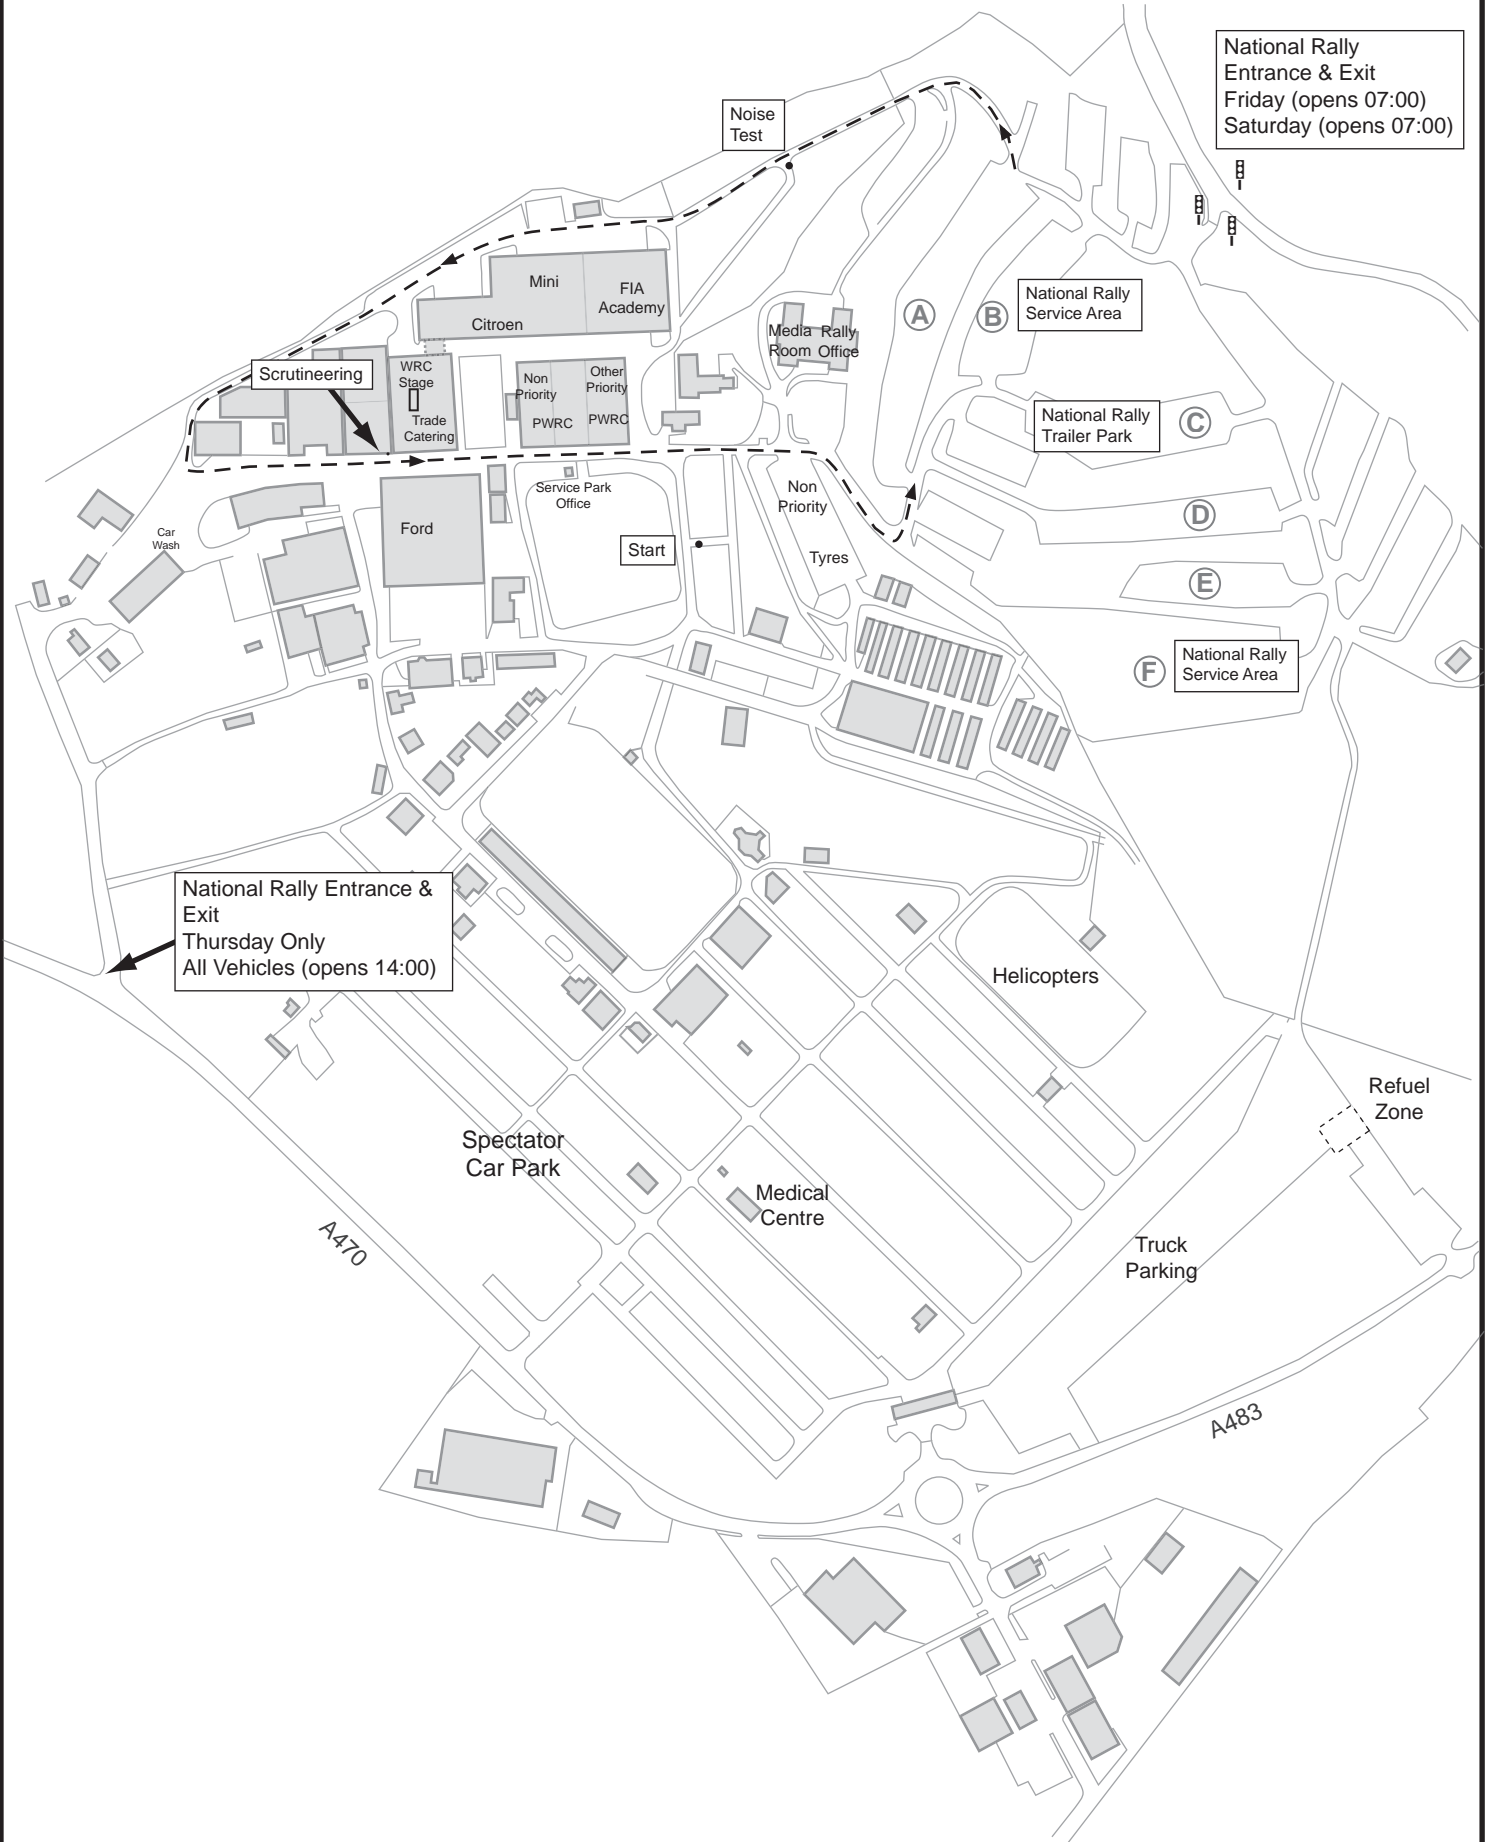 National Rally
Entrance & Exit
Friday (opens 07:00)
Saturday (opens 07:00)
Noise
Test
Mini
FIA
Academy
Citroen
National Rally
Service Area
A
B
Media
Room
Rally
Office
Scrutineering
WRC
Stage
Trade
Catering
Non
Priority
Other
Priority
PWRC
PWRC
National Rally
Trailer Park
C
Service Park
Office
Non
Priority
Tyres
D
Car
Wash
Ford
Start
E
F
National Rally
Service Area
National Rally Entrance &
Exit
Thursday Only
All Vehicles (opens 14:00)
Helicopters
Refuel
Zone
Spectator
Car Park
Medical
Centre
A470
Truck
Parking
A483